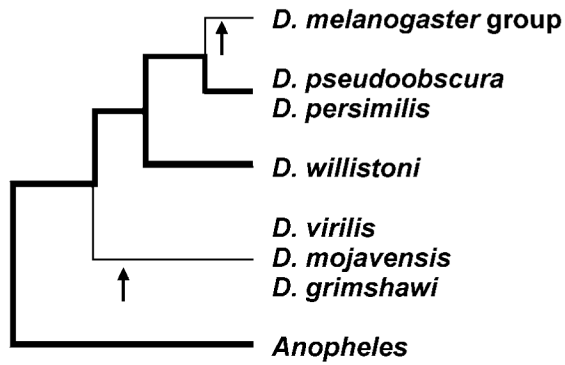 D. melanogaster group
D. pseudoobscura
D. persimilis
D. willistoni
D. virilis
D. mojavensis
D. grimshawi
Anopheles